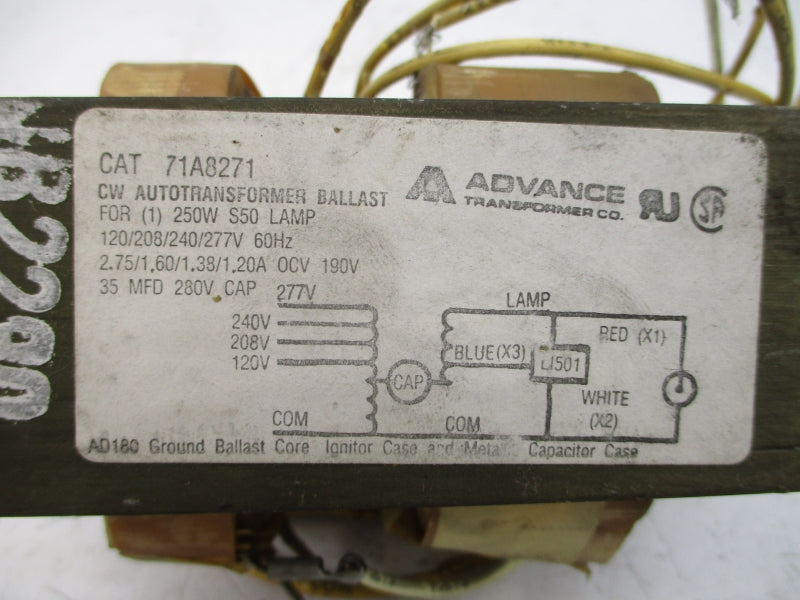 CAT 71A8271
CW AUTOTRANSFORMER BALLAST
FOR (1) 250W S50 LAMP
120/208/240/277V 60Hz
2.75/1,60/1.38/1,20A OCV 190V
35 MFD 280V CAP
ADVANCE
TRANSFORMER CO.
277V
240V
208V
120V
COM
CAP
LAMP
BLUE (X3)
LI501
RED (X1)
WHITE
(X2)
COM
AD180 Ground Ballast Core Ignitor Case and Metal Capacitor Case